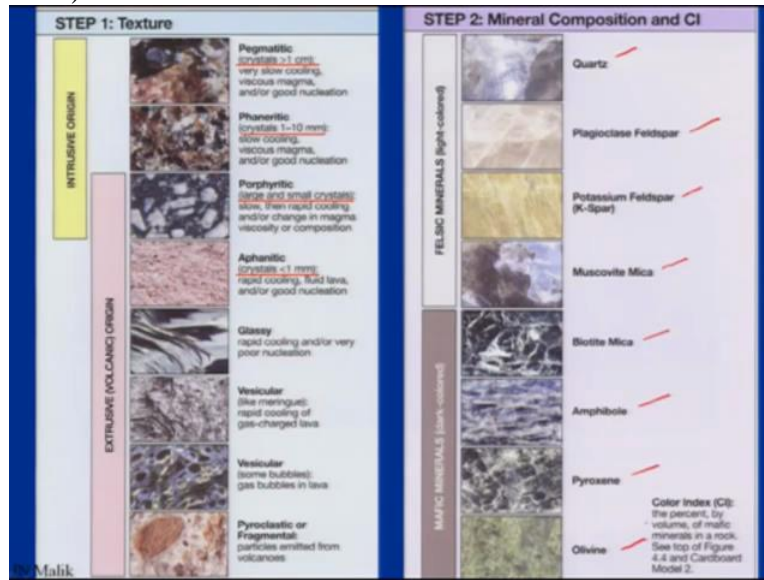 STEP 1: Texture
INTRUSIVE ORIGIN
EXTRUSIVE (VOLCANIC) ORIGIN
Pegmatitic
(crystals >1 cm):
very slow cooling,
viscous magma,
and/or good nucleation
Phaneritic
(crystals 1–10 mm):
slow cooling,
viscous magma,
and/or good nucleation
Porphyritic
(large and small crystals):
slow, then rapid cooling
and/or change in magma
viscosity or composition
Aphanitic
(crystals <1 mm):
rapid cooling, fluid lava,
and/or good nucleation
Glassy
rapid cooling and/or very
poor nucleation
Vesicular
(like meringue):
rapid cooling of
gas-charged lava
Vesicular
(some bubbles):
gas bubbles in lava
Pyroclastic or
Fragmental:
particles emitted from
volcanoes
Malik
STEP 2: Mineral Composition and CI
FELSIC MINERALS (light-colored)
MAFIC MINERALS (dark-colored)
Quartz
Plagioclase Feldspar
Potassium Feldspar
(K-Spar)
Muscovite Mica
Biotite Mica
Amphibole
Pyroxene
Olivine
Color Index (CI):
the percent, by
volume, of mafic
minerals in a rock.
See top of Figure
4.4 and Cardboard
Model 2.